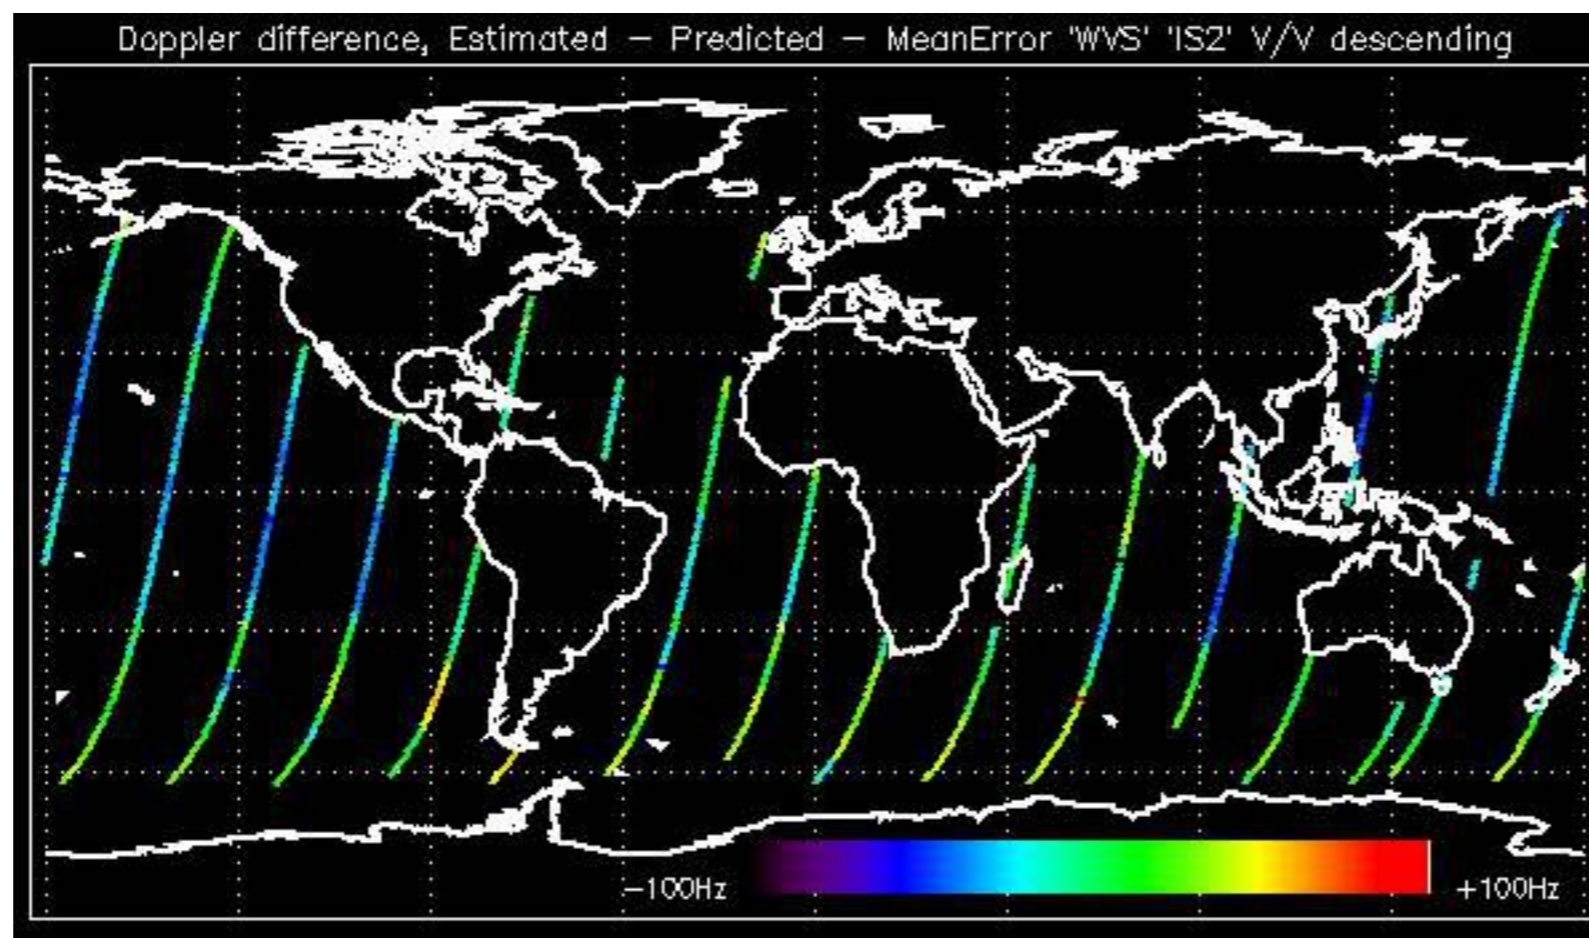 Doppler difference, Estimated – Predicted – MeanError 'WVS' 'IS2' V/V descending
–100Hz
+100Hz